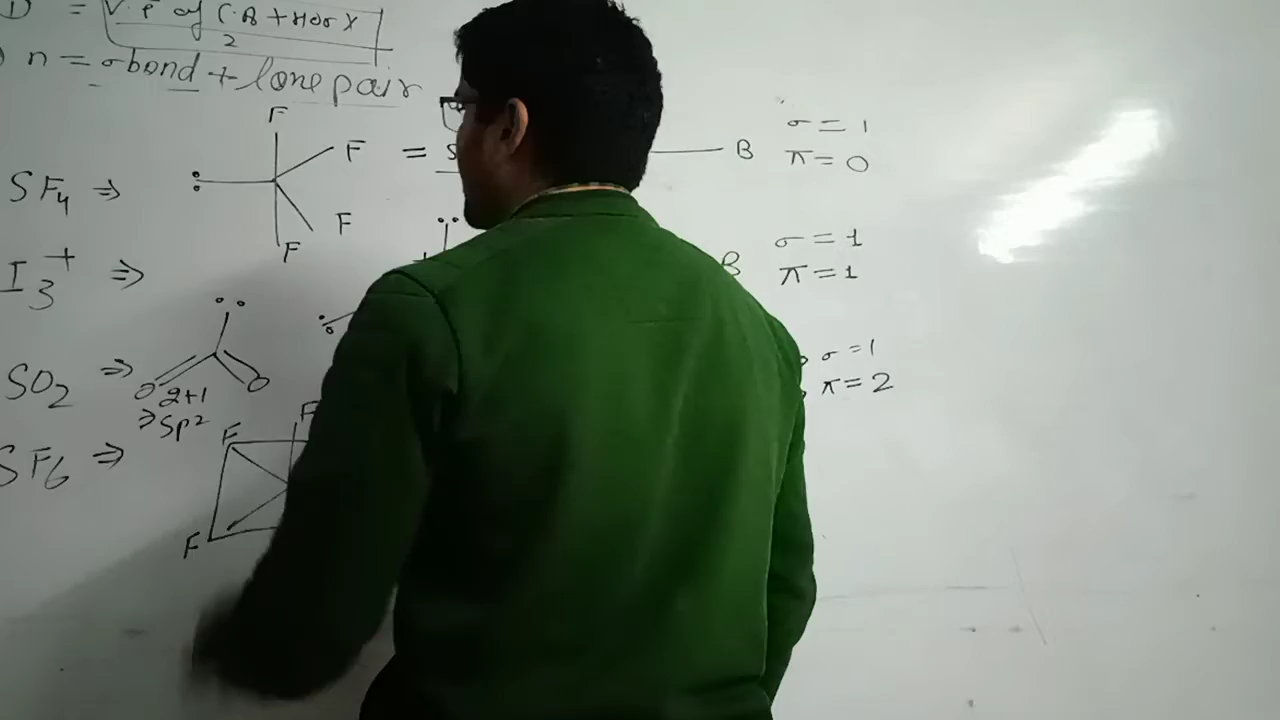 = V.P of C.A + H or X
2
n = σ bond + lone pair
F
F = S B σ = 1
π = 0
SF₄ ⇒ :
F
F
B σ = 1
π = 1
I₃⁺ ⇒
SO₂ ⇒ O O
2+1
⇒ Sp²
σ = 1
π = 2
F F
SF₆ ⇒
F